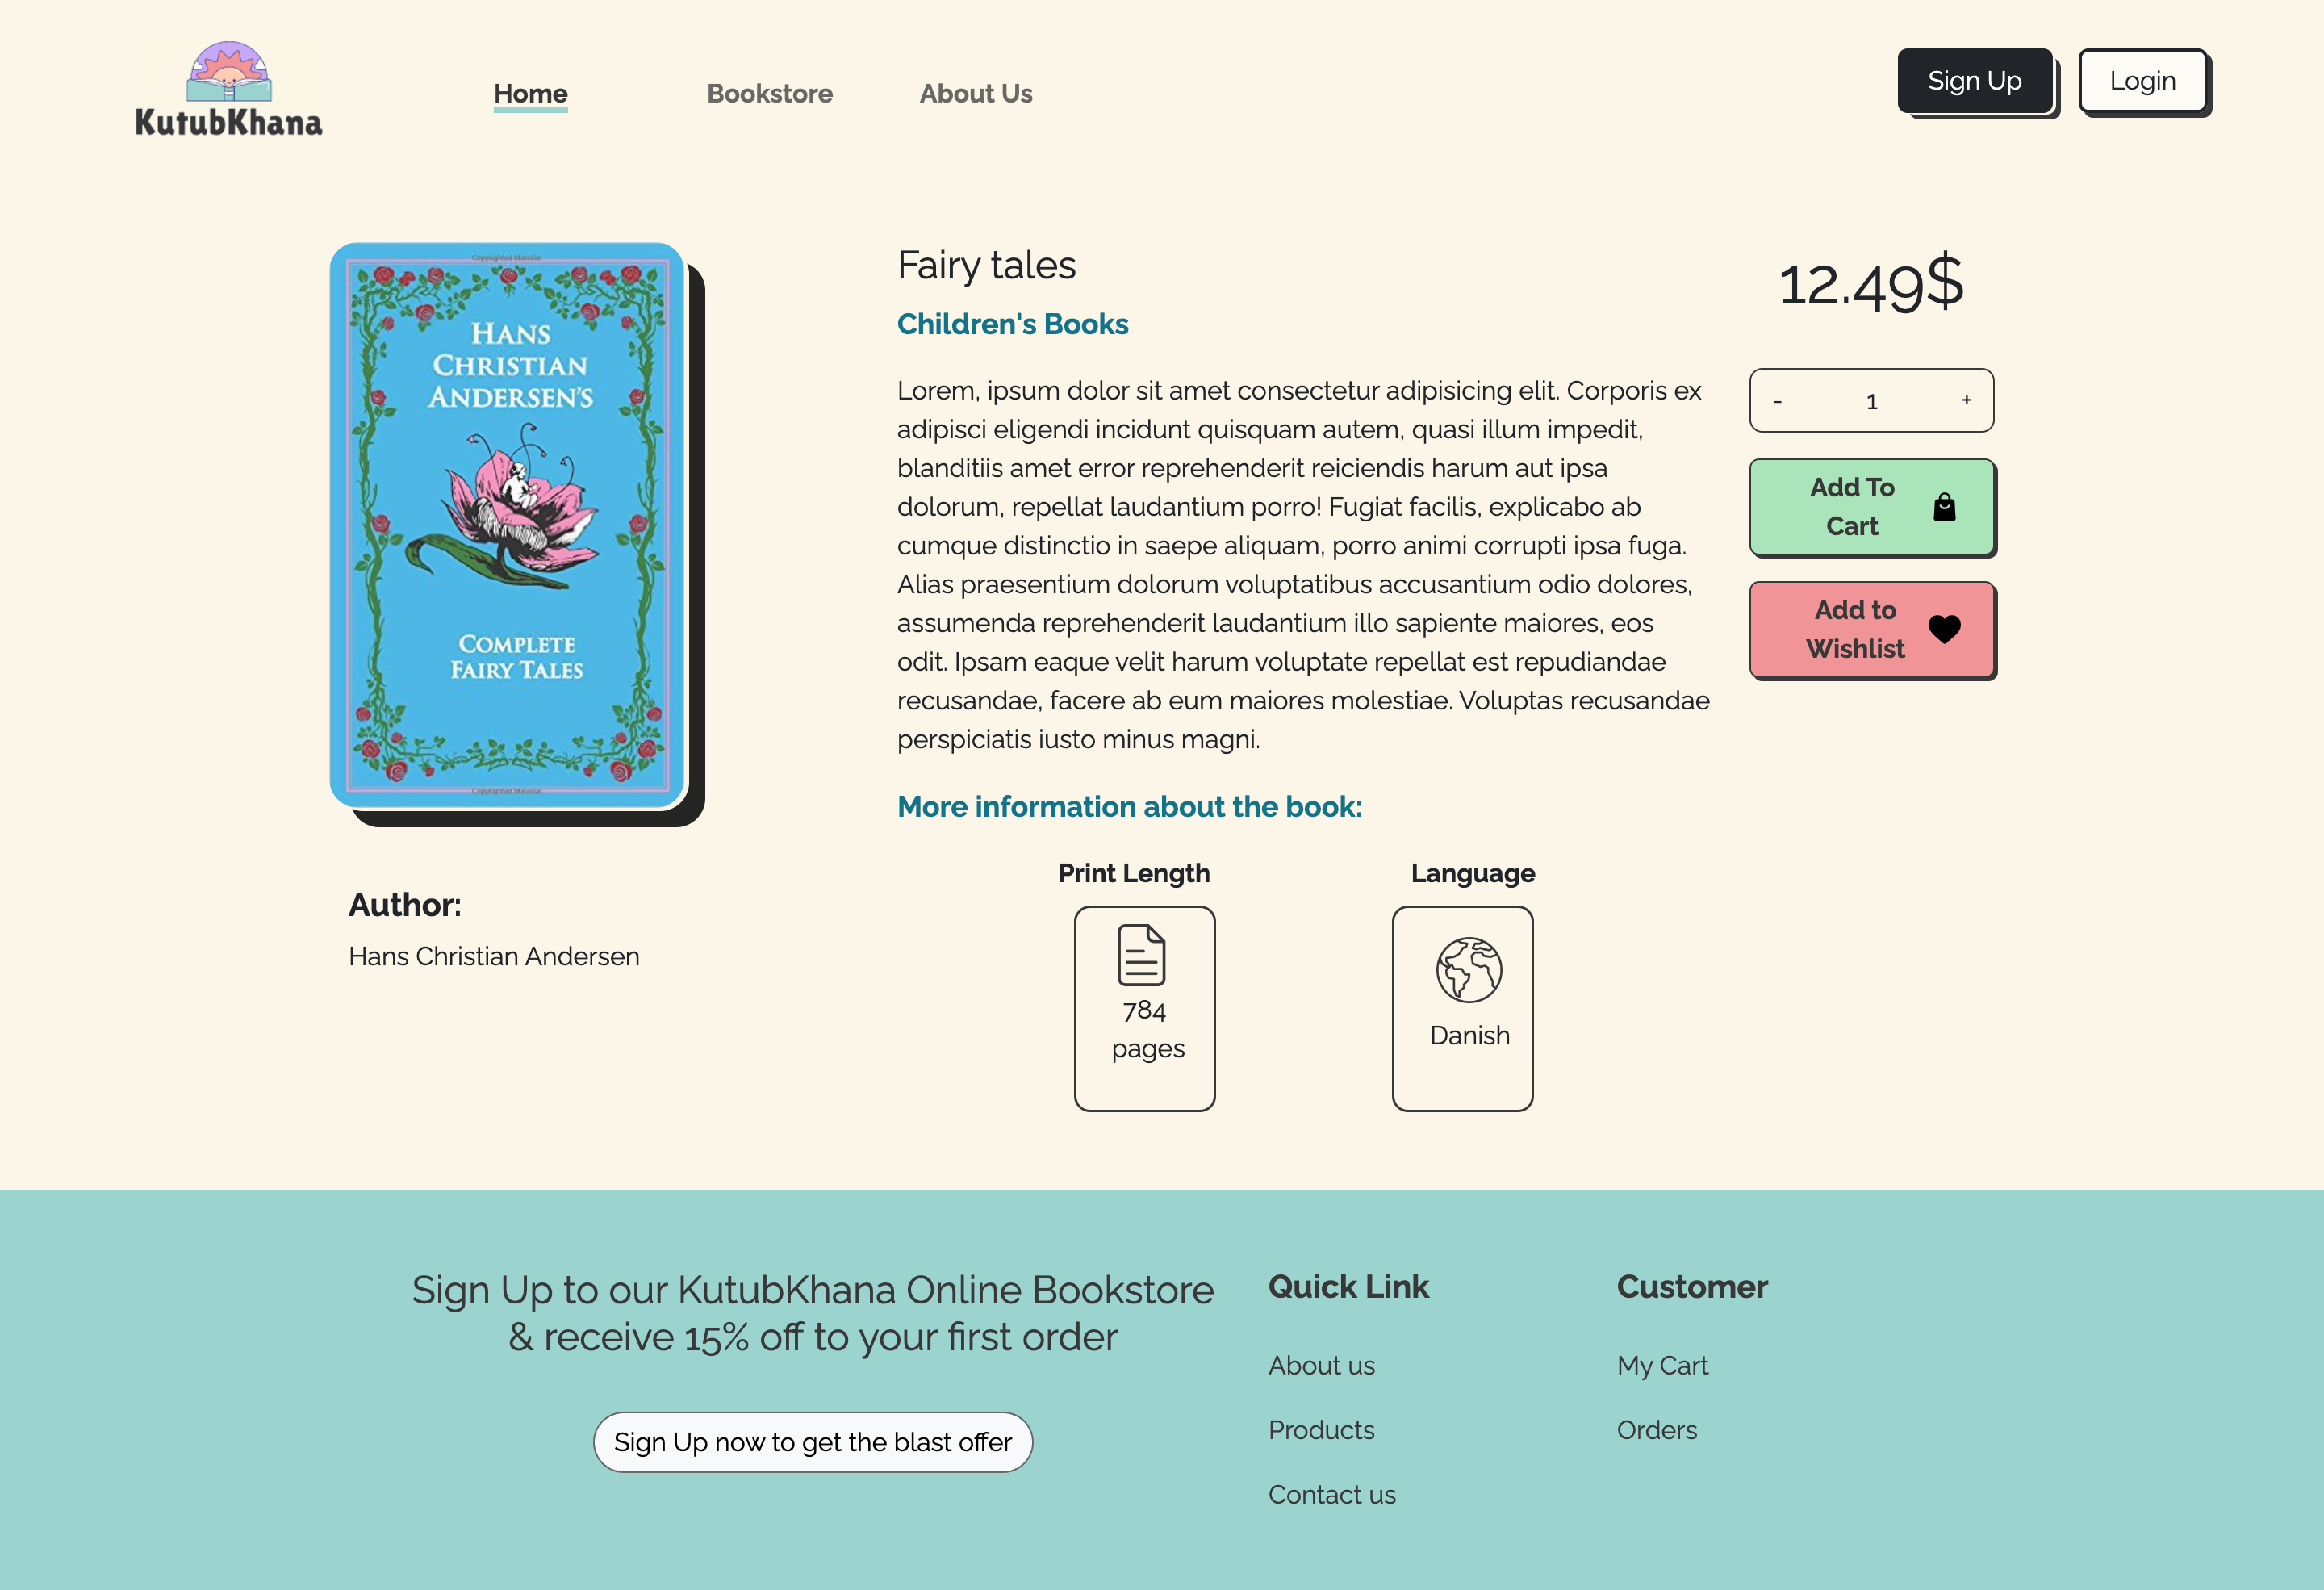 KutubKhana
Home
Bookstore
About Us
Sign Up
Login
Copyrighted Material
HANS
CHRISTIAN
ANDERSEN'S
COMPLETE
FAIRY TALES
Copyrighted Material
Author:
Hans Christian Andersen
Fairy tales
Children's Books
Lorem, ipsum dolor sit amet consectetur adipisicing elit. Corporis ex
adipisci eligendi incidunt quisquam autem, quasi illum impedit,
blanditiis amet error reprehenderit reiciendis harum aut ipsa
dolorum, repellat laudantium porro! Fugiat facilis, explicabo ab
cumque distinctio in saepe aliquam, porro animi corrupti ipsa fuga.
Alias praesentium dolorum voluptatibus accusantium odio dolores,
assumenda reprehenderit laudantium illo sapiente maiores, eos
odit. Ipsam eaque velit harum voluptate repellat est repudiandae
recusandae, facere ab eum maiores molestiae. Voluptas recusandae
perspiciatis iusto minus magni.
More information about the book:
Print Length
784
pages
Language
Danish
12.49$
- 1 +
Add To
Cart
Add to
Wishlist
Sign Up to our KutubKhana Online Bookstore
& receive 15% off to your first order
Sign Up now to get the blast offer
Quick Link
About us
Products
Contact us
Customer
My Cart
Orders